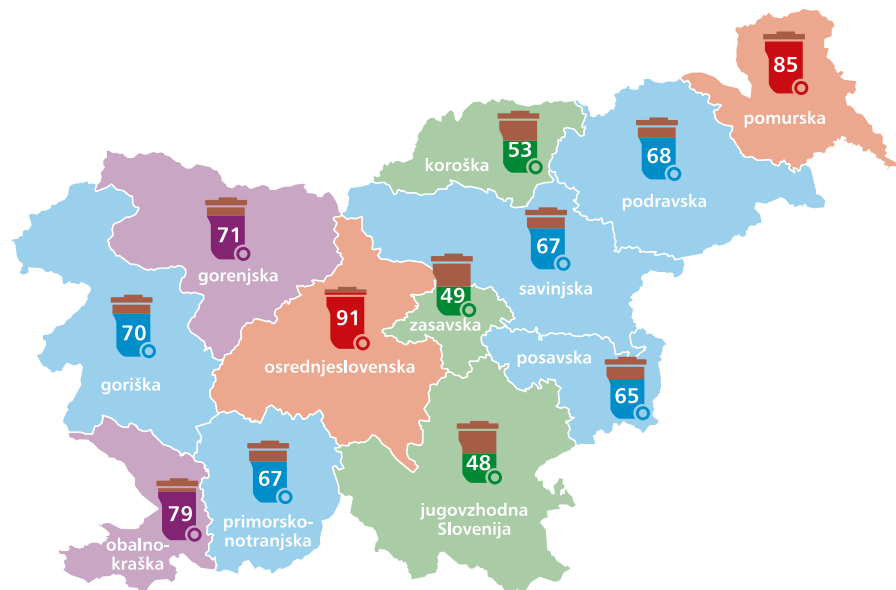 85
pomurska
53
koroška
68
podravska
71
gorenjska
67
savinjska
49
zasavska
91
osrednjeslovenska
70
goriška
posavska
65
48
jugovzhodna
Slovenija
67
primorsko-
notranjska
79
obalno-
kraška